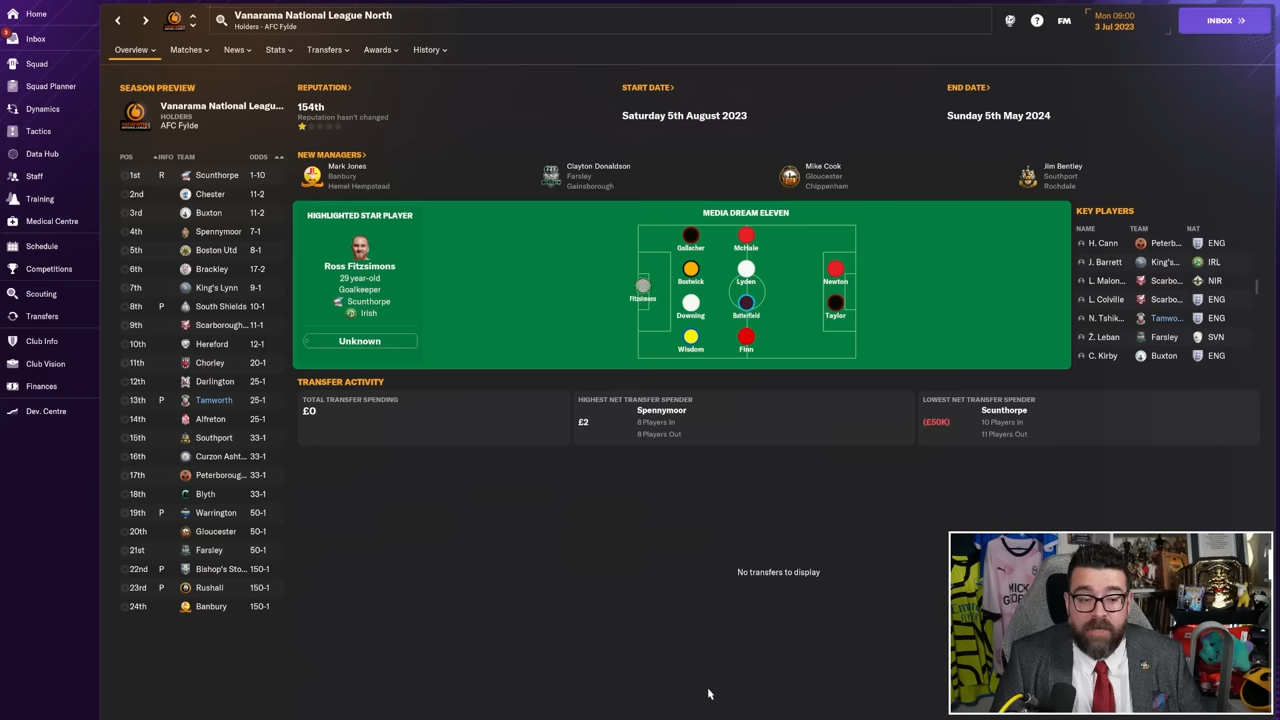 Home
3
Inbox
Squad
Squad Planner
Dynamics
Tactics
Data Hub
Staff
Training
Medical Centre
Schedule
Competitions
Scouting
Transfers
Club Info
Club Vision
Finances
Dev. Centre
Vanarama National League North
Holders - AFC Fylde
FM
Mon 09:00
3 Jul 2023
INBOX
Overview
Matches
News
Stats
Transfers
Awards
History
SEASON PREVIEW
Vanarama National Leagu...
HOLDERS
AFC Fylde
POS INFO TEAM ODDS
1st R Scunthorpe 1-10
2nd Chester 11-2
3rd Buxton 11-2
4th Spennymoor 7-1
5th Boston Utd 8-1
6th Brackley 17-2
7th King's Lynn 9-1
8th P South Shields 10-1
9th Scarborough... 11-1
10th Hereford 12-1
11th Chorley 20-1
12th Darlington 25-1
13th P Tamworth 25-1
14th Alfreton 25-1
15th Southport 33-1
16th Curzon Asht... 33-1
17th Peterboroug... 33-1
18th Blyth 33-1
19th P Warrington 50-1
20th Gloucester 50-1
21st Farsley 50-1
22nd P Bishop's Sto... 150-1
23rd P Rushall 150-1
24th Banbury 150-1
REPUTATION>
154th
Reputation hasn't changed
START DATE>
Saturday 5th August 2023
END DATE>
Sunday 5th May 2024
NEW MANAGERS>
Mark Jones
Banbury
Hemel Hempstead
Clayton Donaldson
Farsley
Gainsborough
Mike Cook
Gloucester
Chippenham
Jim Bentley
Southport
Rochdale
HIGHLIGHTED STAR PLAYER
Ross Fitzsimons
29 year-old
Goalkeeper
Scunthorpe
Irish
Unknown
MEDIA DREAM ELEVEN
Gallacher
McHale
Bostwick
Lyden
Newton
Fitzsimons
Downing
Butterfield
Taylor
Wisdom
Finn
KEY PLAYERS
NAME TEAM NAT
H. Cann Peterb... ENG
J. Barrett King's... IRL
L. Malon... Scarbo... NIR
L. Colville Scarbo... ENG
N. Tshik... Tamwo... ENG
Ž. Leban Farsley SVN
C. Kirby Buxton ENG
TRANSFER ACTIVITY
TOTAL TRANSFER SPENDING
£0
HIGHEST NET TRANSFER SPENDER
£2
Spennymoor
8 Players In
8 Players Out
LOWEST NET TRANSFER SPENDER
(£50K)
Scunthorpe
10 Players In
11 Players Out
No transfers to display